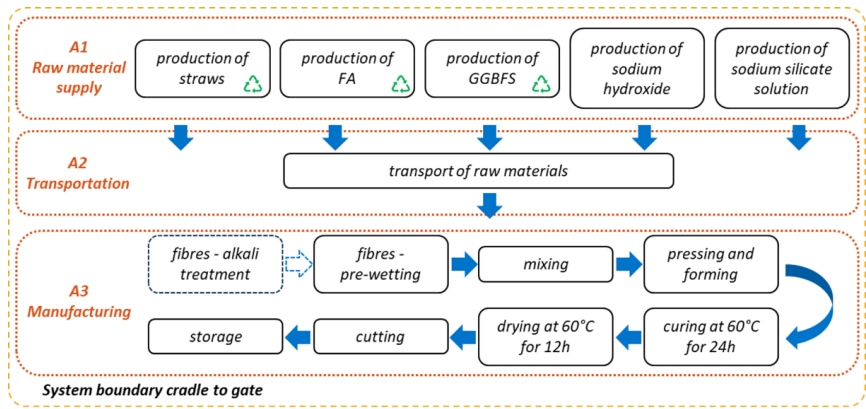 A1
Raw material
supply
production of
straws
production of
FA
production of
GGBFS
production of
sodium
hydroxide
production of
sodium silicate
solution
A2
Transportation
transport of raw materials
A3
Manufacturing
fibres - alkali
treatment
fibres -
pre-wetting
mixing
pressing and
forming
storage
cutting
drying at 60°C
for 12h
curing at 60°C
for 24h
System boundary cradle to gate